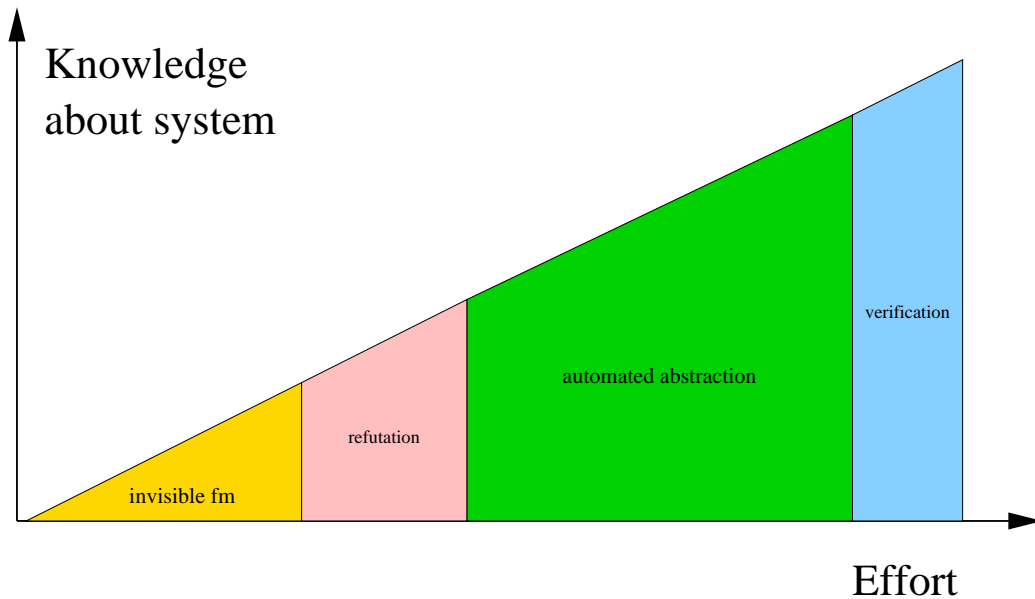 Knowledge
about system
verification
automated abstraction
refutation
invisible fm
Effort